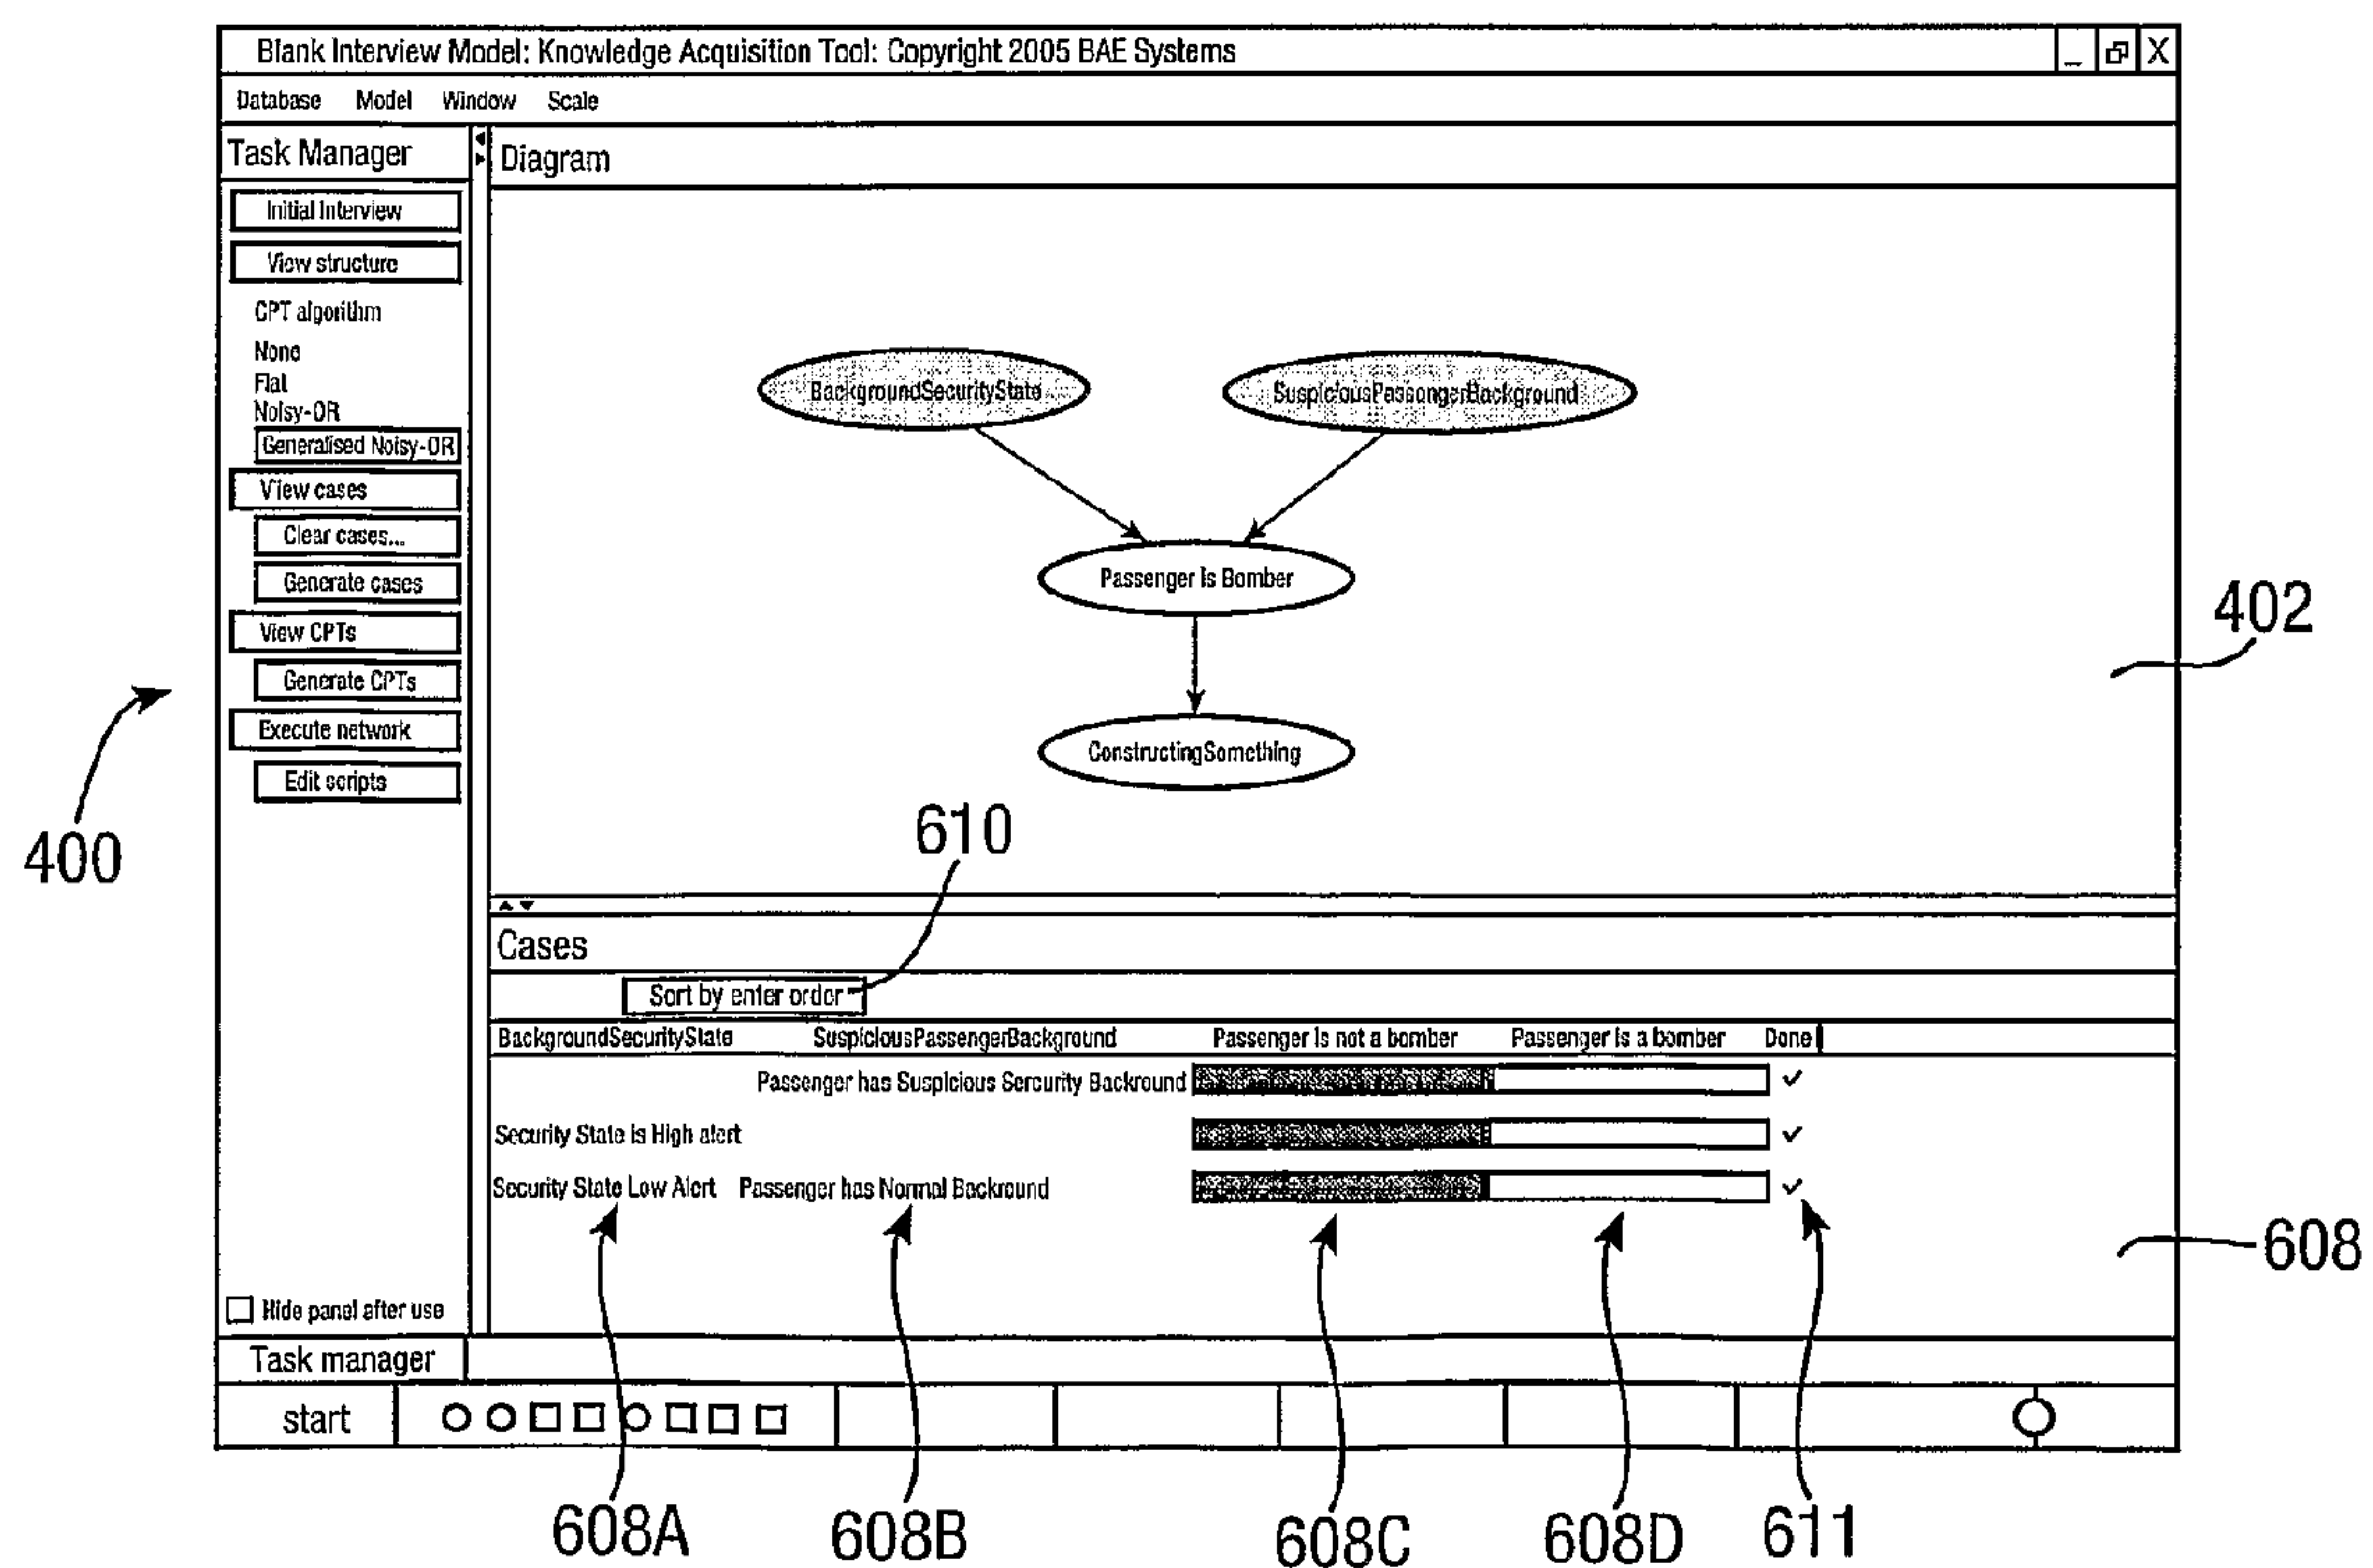 Blank Interview Model: Knowledge Acquisition Tool: Copyright 2005 BAE Systems
Database Model Window Scale
Task Manager
Initial Interview
View structure
CPT algorithm
None
Flat
Noisy-OR
Generalised Noisy-OR
View cases
Clear cases...
Generate cases
View CPTs
Generate CPTs
Execute network
Edit scripts
Hide panel after use
Diagram
BackgroundSecurityState SuspiciousPassengerBackground
Passenger Is Bomber
ConstructingSomething
402
400
610
Cases
Sort by enter order
BackgroundSecurityState SuspiciousPassengerBackground Passenger Is not a bomber Passenger is a bomber Done
Passenger has Suspicious Sercurity Backround
Security State is High alert
Security State Low Alert Passenger has Normal Backround
608
Task manager
start
608A 608B 608C 608D 611